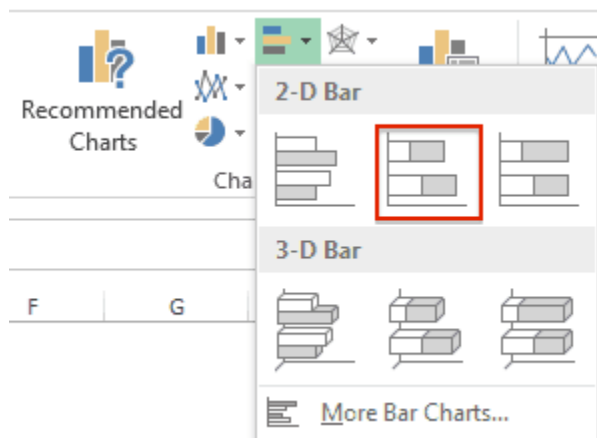 Recommended
Charts
Cha
2-D Bar
3-D Bar
F G
More Bar Charts...